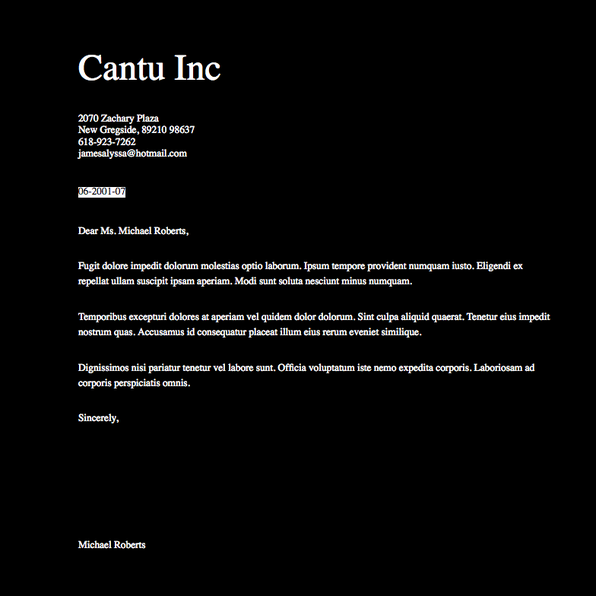 Cantu Inc
2070 Zachary Plaza
New Gregside, 89210 98637
618-923-7262
jamesalyssa@hotmail.com
06-2001-07
Dear Ms. Michael Roberts,
Fugit dolore impedit dolorum molestias optio laborum. Ipsum tempore provident numquam iusto. Eligendi ex
repellat ullam suscipit ipsam aperiam. Modi sunt soluta nesciunt minus numquam.
Temporibus excepturi dolores at aperiam vel quidem dolor dolorum. Sint culpa aliquid quaerat. Tenetur eius impedit
nostrum quas. Accusamus id consequatur placeat illum eius rerum eveniet similique.
Dignissimos nisi pariatur tenetur vel labore sunt. Officia voluptatum iste nemo expedita corporis. Laboriosam ad
corporis perspiciatis omnis.
Sincerely,
Michael Roberts